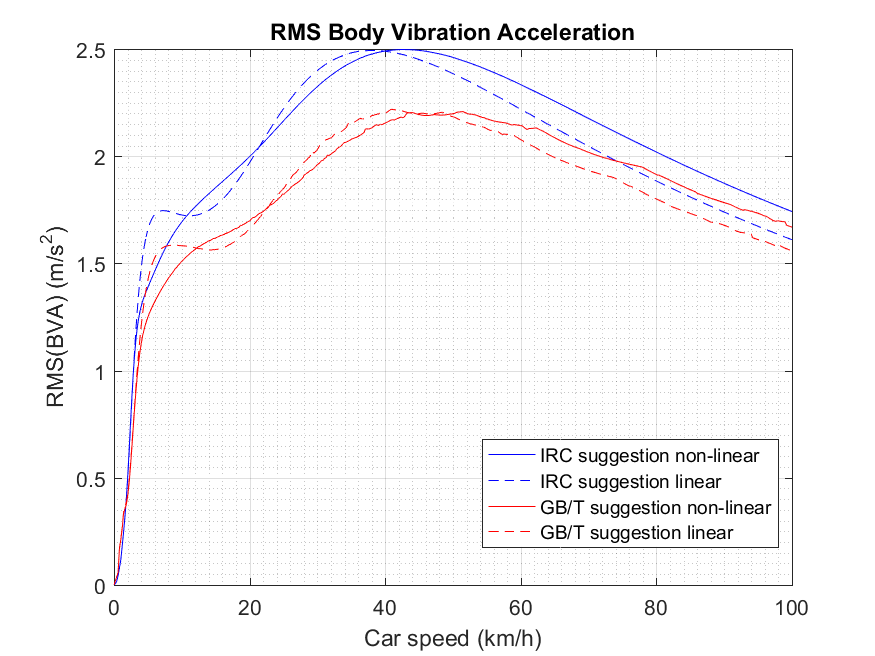 RMS Body Vibration Acceleration
2.5
2
1.5
1
0.5
0
RMS(BVA) (m/s²)
0 20 40 60 80 100
Car speed (km/h)
IRC suggestion non-linear
IRC suggestion linear
GB/T suggestion non-linear
GB/T suggestion linear